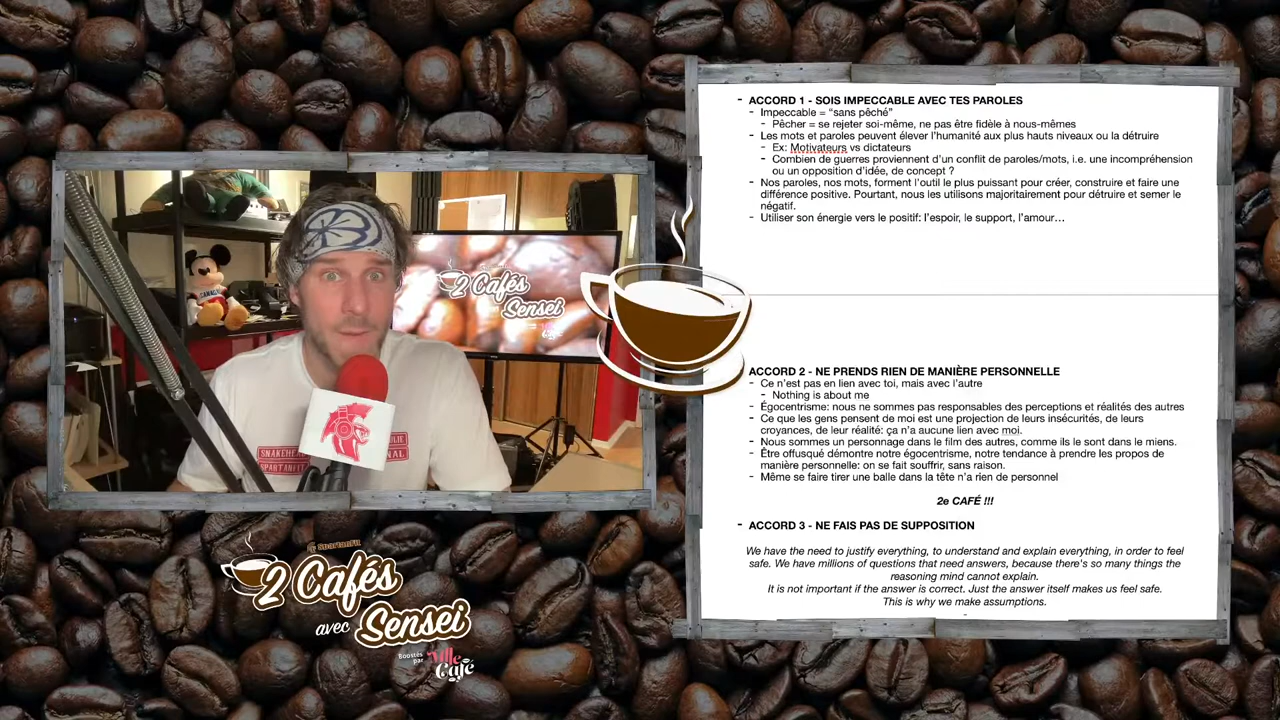 - ACCORD 1 - SOIS IMPECCABLE AVEC TES PAROLES
- Impeccable = “sans pêché”
- Pêcher = se rejeter soi-même, ne pas être fidèle à nous-mêmes
- Les mots et paroles peuvent élever l’humanité aux plus hauts niveaux ou la détruire
- Ex: Motivateurs vs dictateurs
- Combien de guerres proviennent d’un conflit de paroles/mots, i.e. une incompréhension
ou un opposition d’idée, de concept ?
- Nos paroles, nos mots, forment l’outil le plus puissant pour créer, construire et faire une
différence positive. Pourtant, nous les utilisons majoritairement pour détruire et semer le
négatif.
- Utiliser son énergie vers le positif: l’espoir, le support, l’amour…
ACCORD 2 - NE PRENDS RIEN DE MANIÈRE PERSONNELLE
- Ce n’est pas en lien avec toi, mais avec l’autre
- Nothing is about me
- Égocentrisme: nous ne sommes pas responsables des perceptions et réalités des autres
- Ce que les gens pensent de moi est une projection de leurs insécurités, de leurs
croyances, de leur réalité: ça n’a aucune lien avec moi.
- Nous sommes un personnage dans le film des autres, comme ils le sont dans le miens.
- Être offusqué démontre notre égocentrisme, notre tendance à prendre les propos de
manière personnelle: on se fait souffrir, sans raison.
- Même se faire tirer une balle dans la tête n’a rien de personnel
2e CAFÉ !!!
- ACCORD 3 - NE FAIS PAS DE SUPPOSITION
We have the need to justify everything, to understand and explain everything, in order to feel
safe. We have millions of questions that need answers, because there's so many things the
reasoning mind cannot explain.
It is not important if the answer is correct. Just the answer itself makes us feel safe.
This is why we make assumptions.
2 Cafés
Sensei
CANADA
SNAKEHEA
SPARTANFIT
SpartanFit
2 Cafés
avec Sensei
Boostés
par Ville
Café